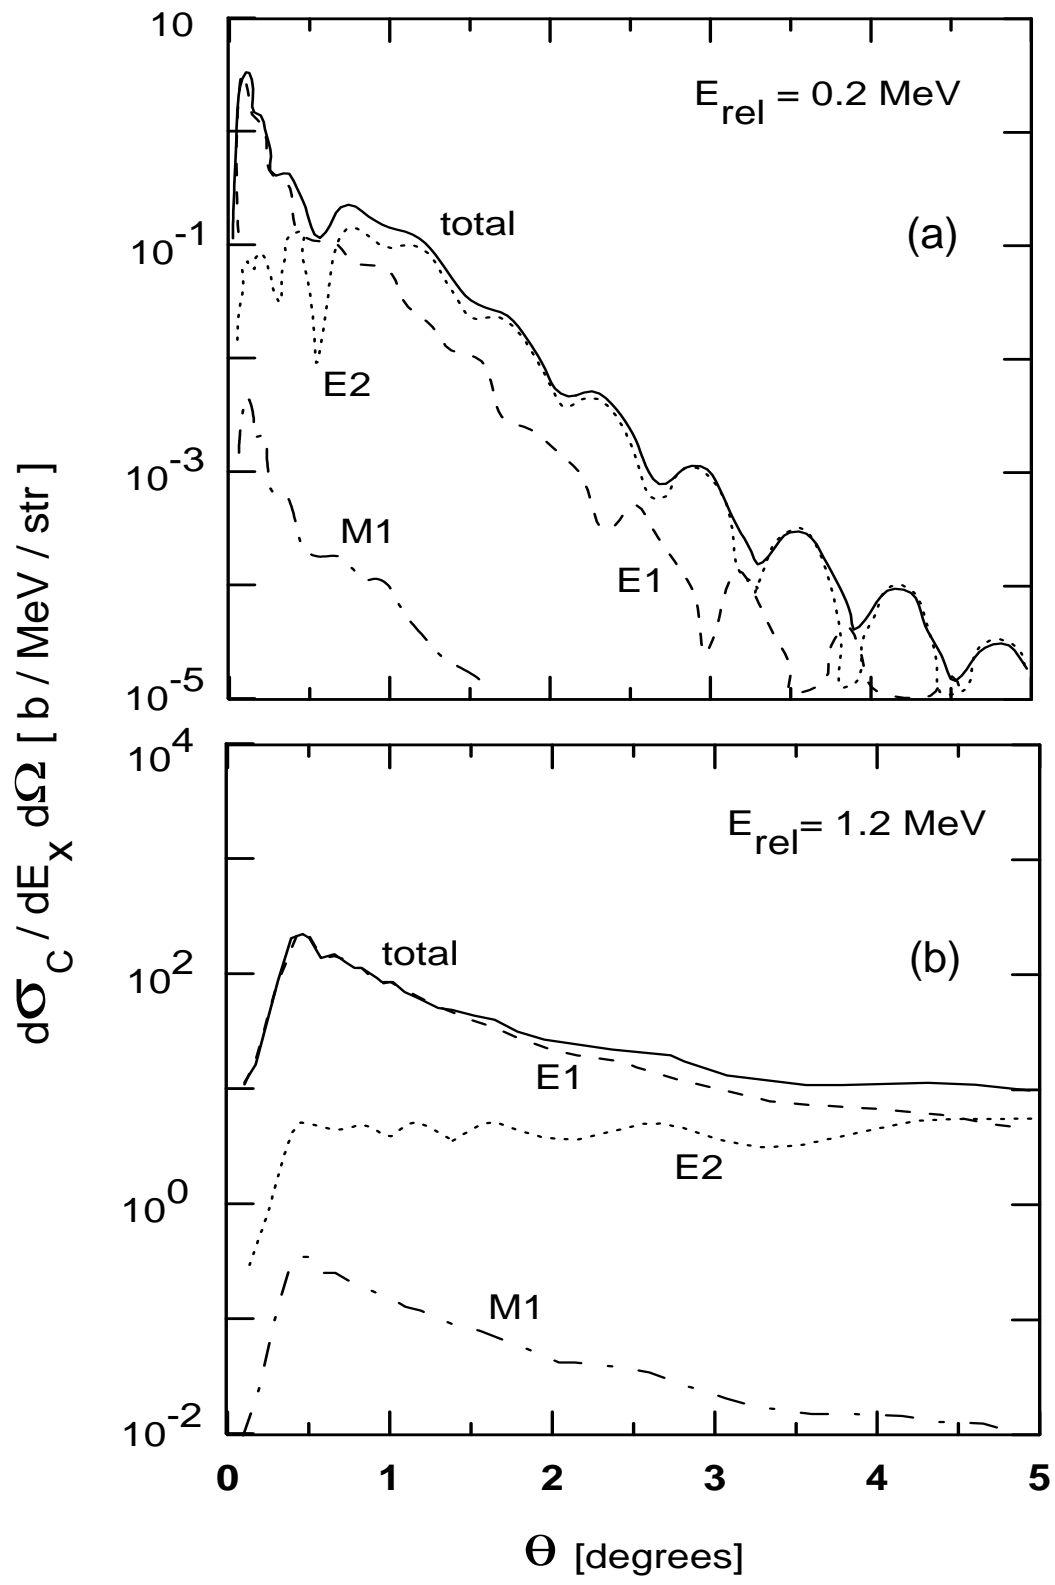 10
E_rel = 0.2 MeV
total
(a)
10^-1
E2
10^-3
M1
E1
10^-5
dσ_C / dE_x dΩ [ b / MeV / str ]
10^4
E_rel = 1.2 MeV
total
(b)
10^2
E1
E2
10^0
M1
10^-2
0 1 2 3 4 5
Θ [degrees]